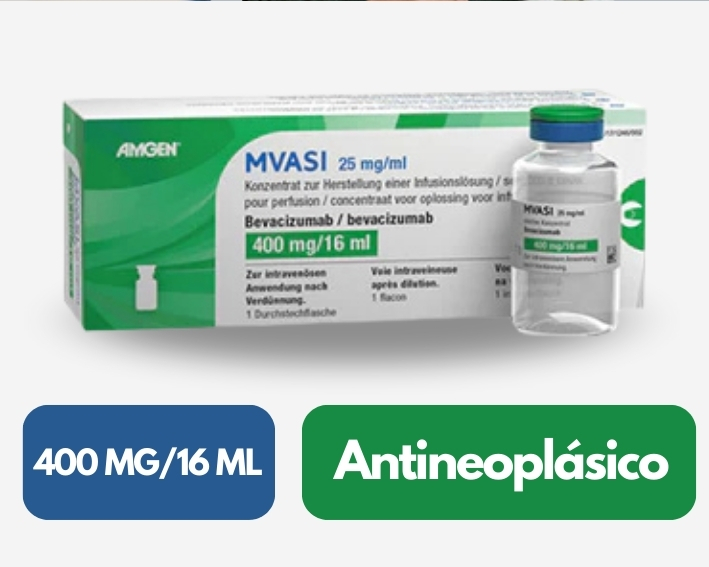 AMGEN®
MVASI 25 mg/ml
Konzentrat zur Herstellung einer Infusionslösung /
pour perfusion / concentraat voor oplossing voor
Bevacizumab / bevacizumab
400 mg/16 ml
Zur intravenösen
Anwendung nach
Verdünnung.
1 Durchstechflasche
Voie intraveineuse
après dilution.
1 flacon
MVASI 25 mg/ml
Bevacizumab
400 mg/16 ml
400 MG/16 ML
Antineoplásico